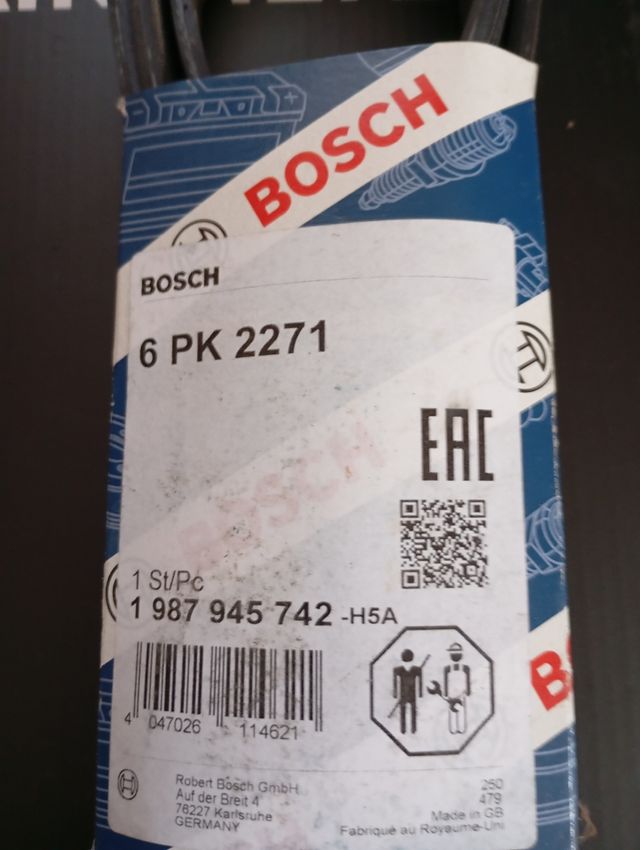 BOSCH
BOSCH
6 PK 2271
EAC
1 St/Pc
1 987 945 742 -H5A
4 047026 114621
Robert Bosch GmbH
Auf der Breit 4
76227 Karlsruhe
GERMANY
250
479
Made in GB
Fabriqué au Royaume-Uni
BOSCH
B